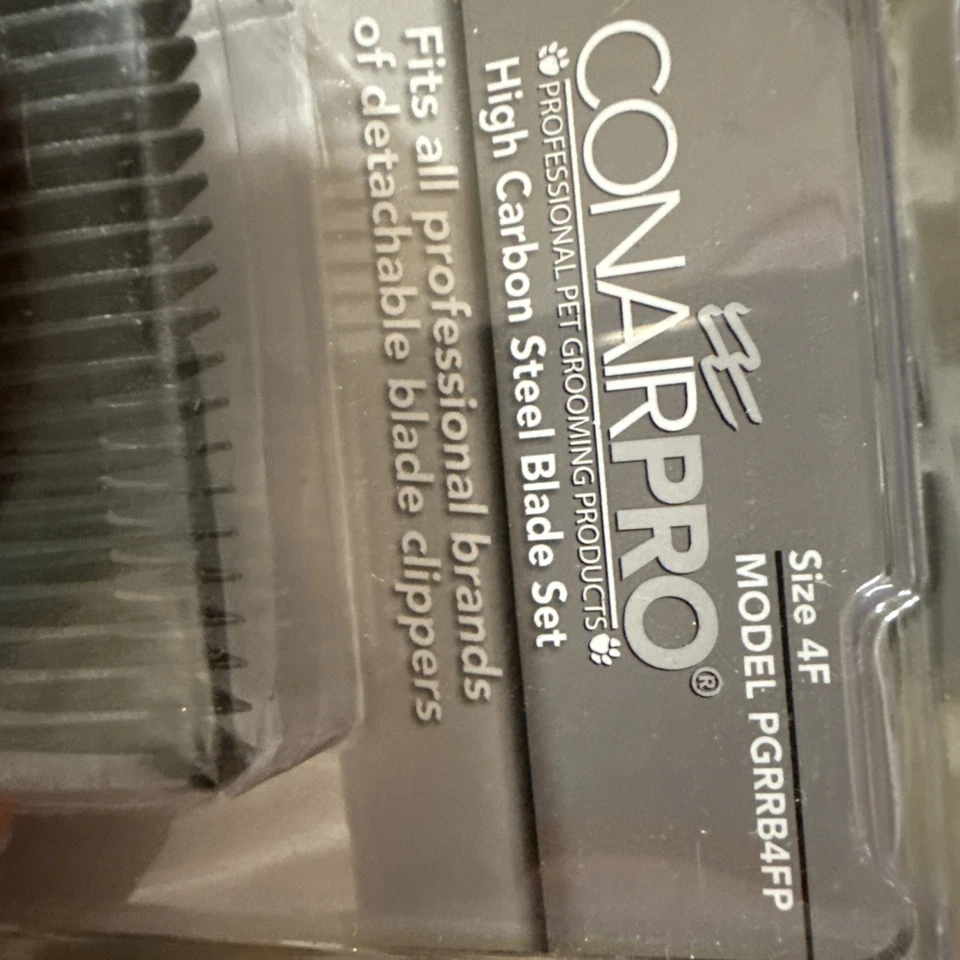 Size 4F
MODEL PGRRB4FP
CONAIRPRO®
PROFESSIONAL PET GROOMING PRODUCTS
High Carbon Steel Blade Set
Fits all professional brands
of detachable blade clippers